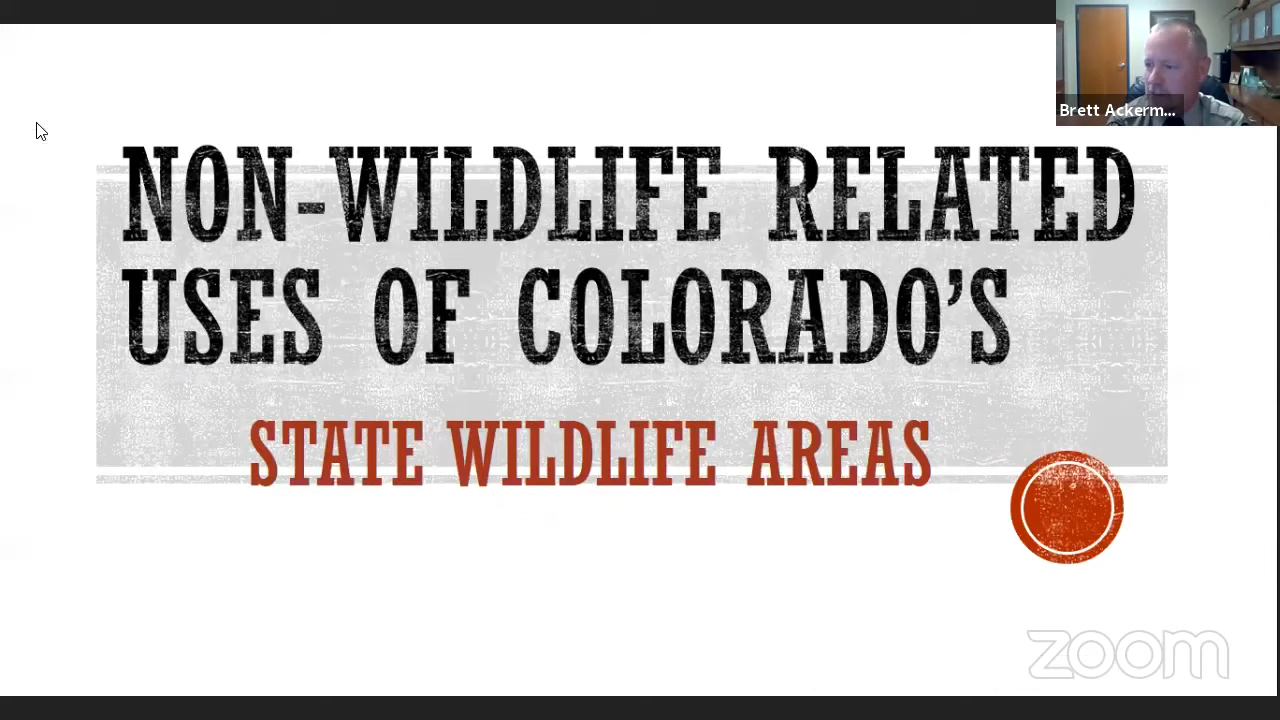 Brett Ackerm...
NON-WILDLIFE RELATED
USES OF COLORADO'S
STATE WILDLIFE AREAS
zoom